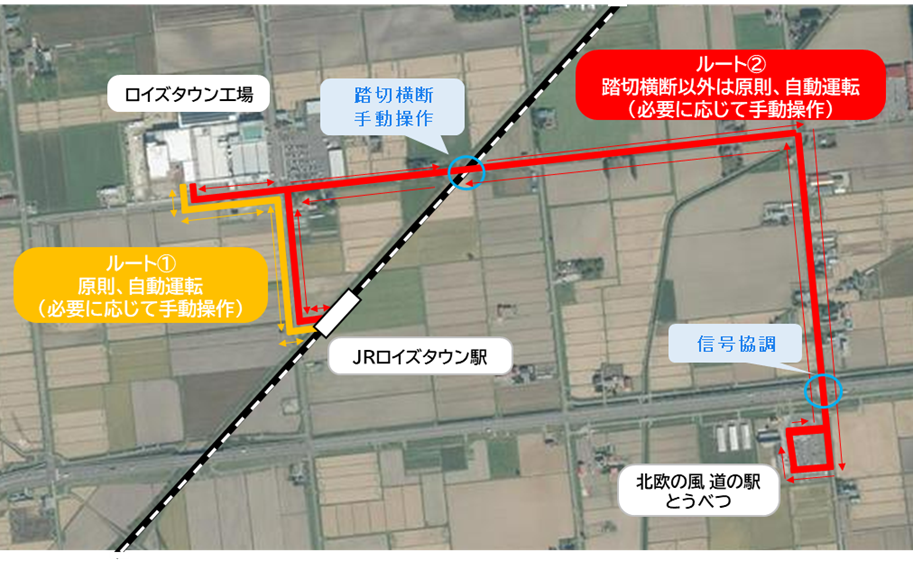 ルート②
踏切横断以外は原則、自動運転
（必要に応じて手動操作）
ロイズタウン工場
踏切横断
手動操作
ルート①
原則、自動運転
（必要に応じて手動操作）
JRロイズタウン駅
信号協調
北欧の風 道の駅
とうべつ